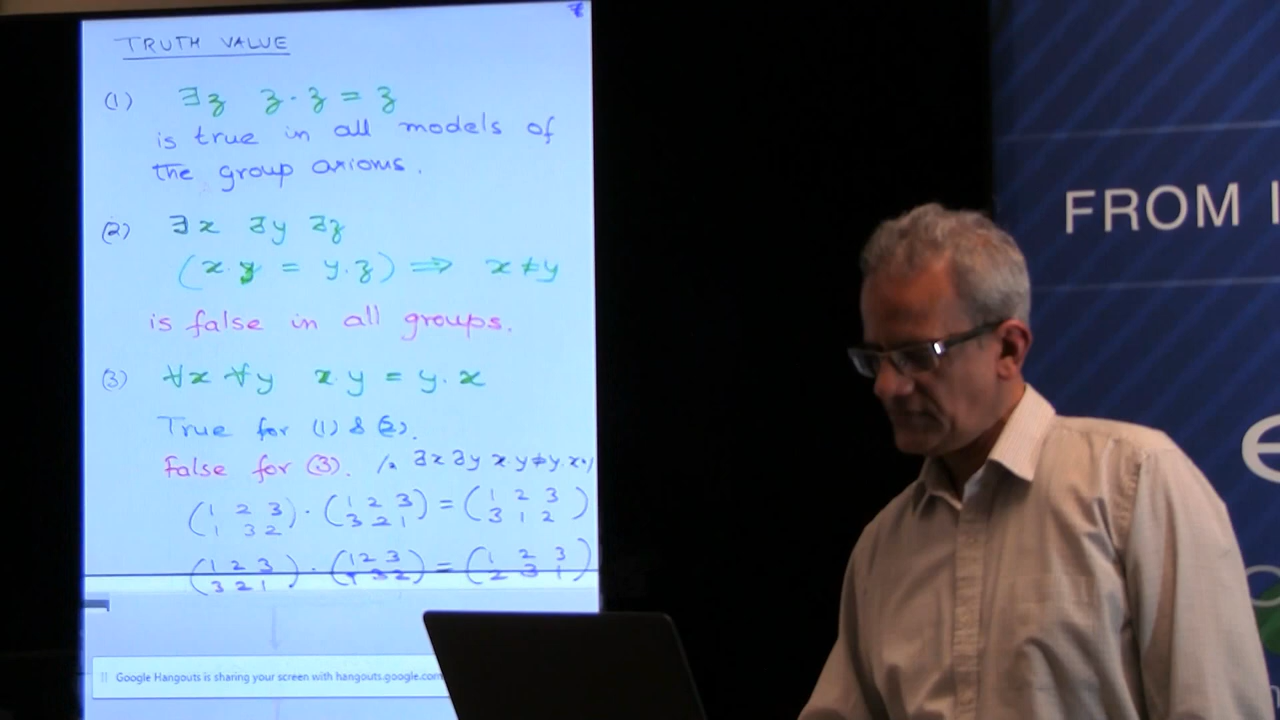 TRUTH VALUE
(1) ∃z z·z = z
is true in all models of
the group axioms.
(2) ∃x ∃y ∃z
(x·y = y·z) ⟹ x≠y
is false in all groups.
(3) ∀x ∀y x·y = y·x
True for (1) & (2).
False for (3). ∃x ∃y x·y≠y·x
(1 2 3 / 1 3 2) · (1 2 3 / 3 2 1) = (1 2 3 / 3 1 2)
(1 2 3 / 3 2 1) · (1 2 3 / 1 3 2) = (1 2 3 / 2 3 1)
Google Hangouts is sharing your screen with hangouts.google.com
FROM